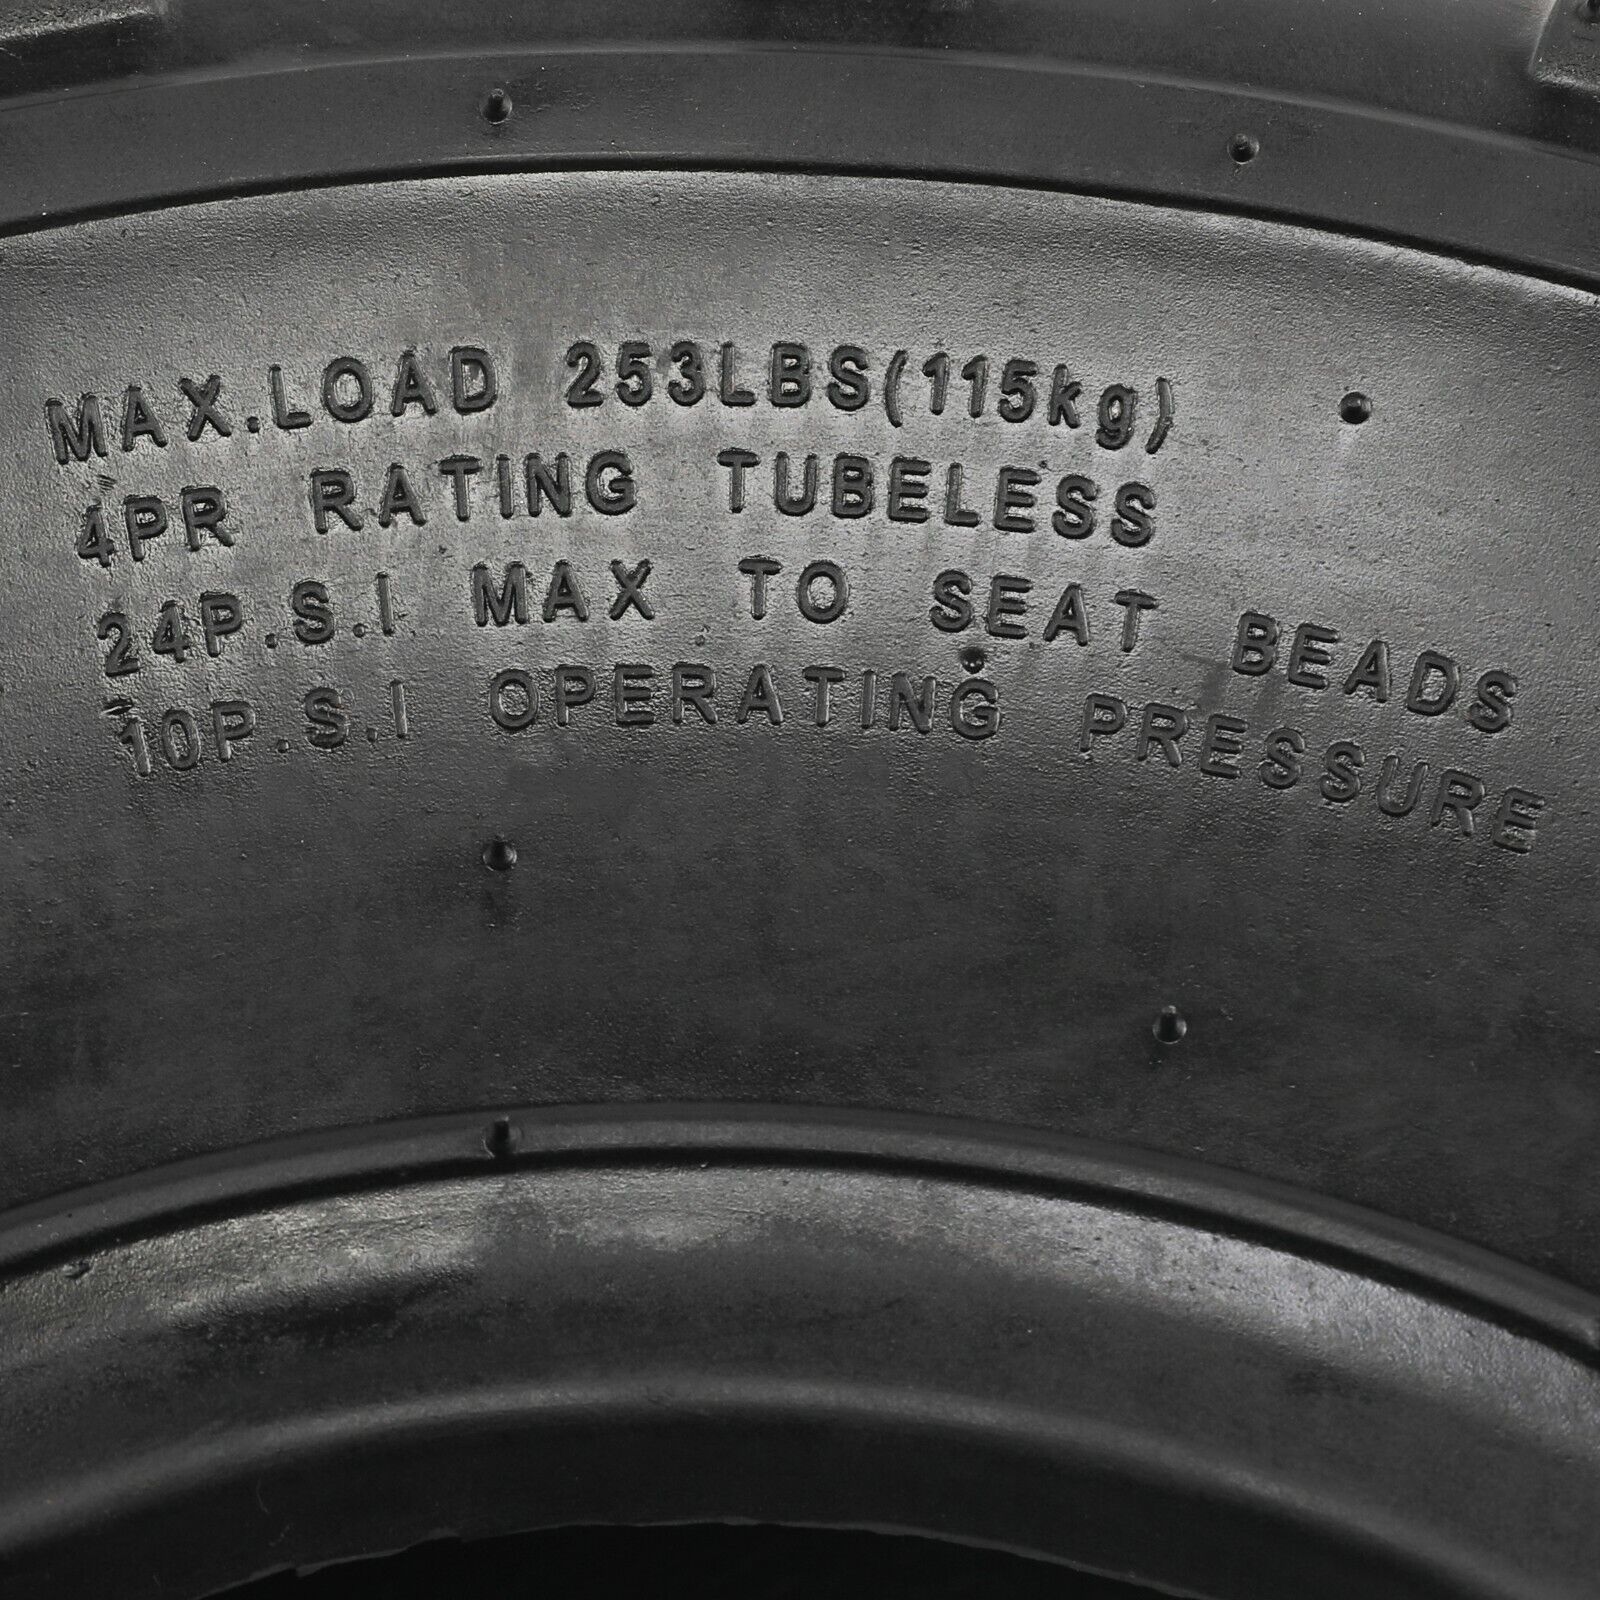 MAX.LOAD 253LBS(115kg)
4PR RATING TUBELESS
24P.S.I MAX TO SEAT BEADS
10P.S.I OPERATING PRESSURE